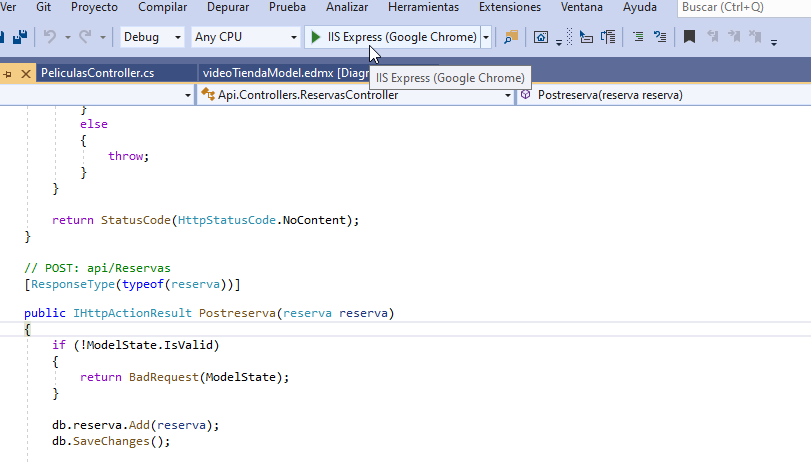 Ver Git Proyecto Compilar Depurar Prueba Analizar Herramientas Extensiones Ventana Ayuda Buscar (Ctrl+Q)
Debug Any CPU IIS Express (Google Chrome)
PeliculasController.cs videoTiendaModel.edmx [Diagr
IIS Express (Google Chrome)
Api.Controllers.ReservasController Postreserva(reserva reserva)
}
else
{
throw;
}
}
return StatusCode(HttpStatusCode.NoContent);
}
// POST: api/Reservas
[ResponseType(typeof(reserva))]
public IHttpActionResult Postreserva(reserva reserva)
{
if (!ModelState.IsValid)
{
return BadRequest(ModelState);
}
db.reserva.Add(reserva);
db.SaveChanges();